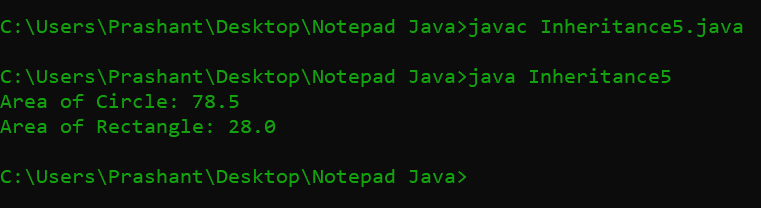 C:\Users\Prashant\Desktop\Notepad Java>javac Inheritance5.java
C:\Users\Prashant\Desktop\Notepad Java>java Inheritance5
Area of Circle: 78.5
Area of Rectangle: 28.0
C:\Users\Prashant\Desktop\Notepad Java>